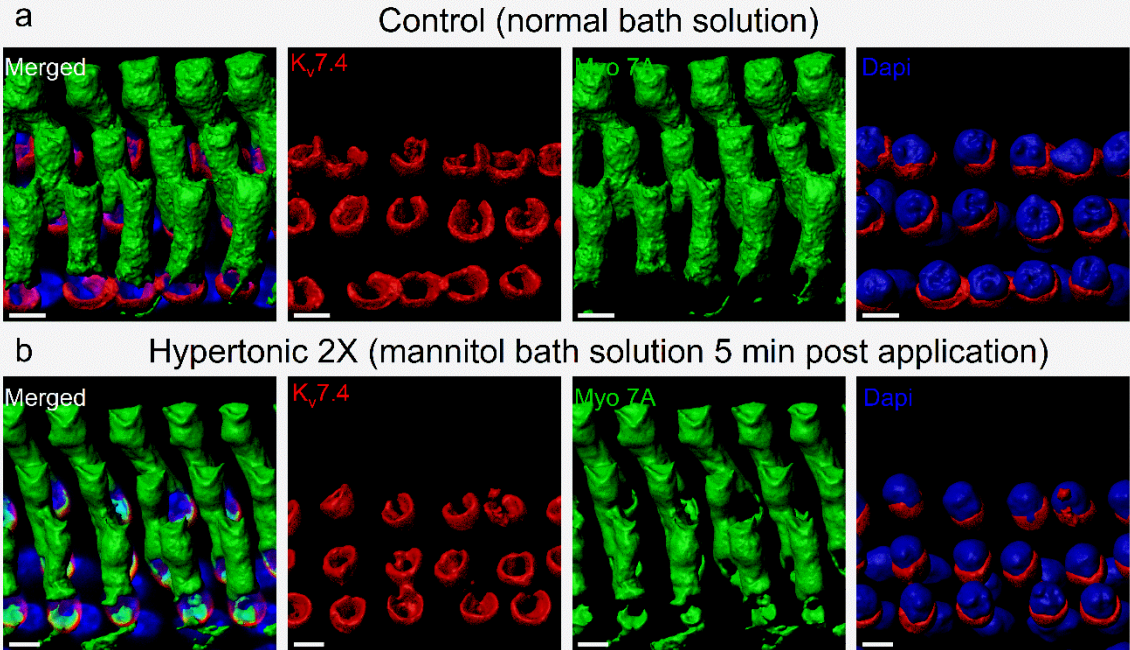 a
Control (normal bath solution)
Merged
Kv7.4
Myo 7A
Dapi
b
Hypertonic 2X (mannitol bath solution 5 min post application)
Merged
Kv7.4
Myo 7A
Dapi